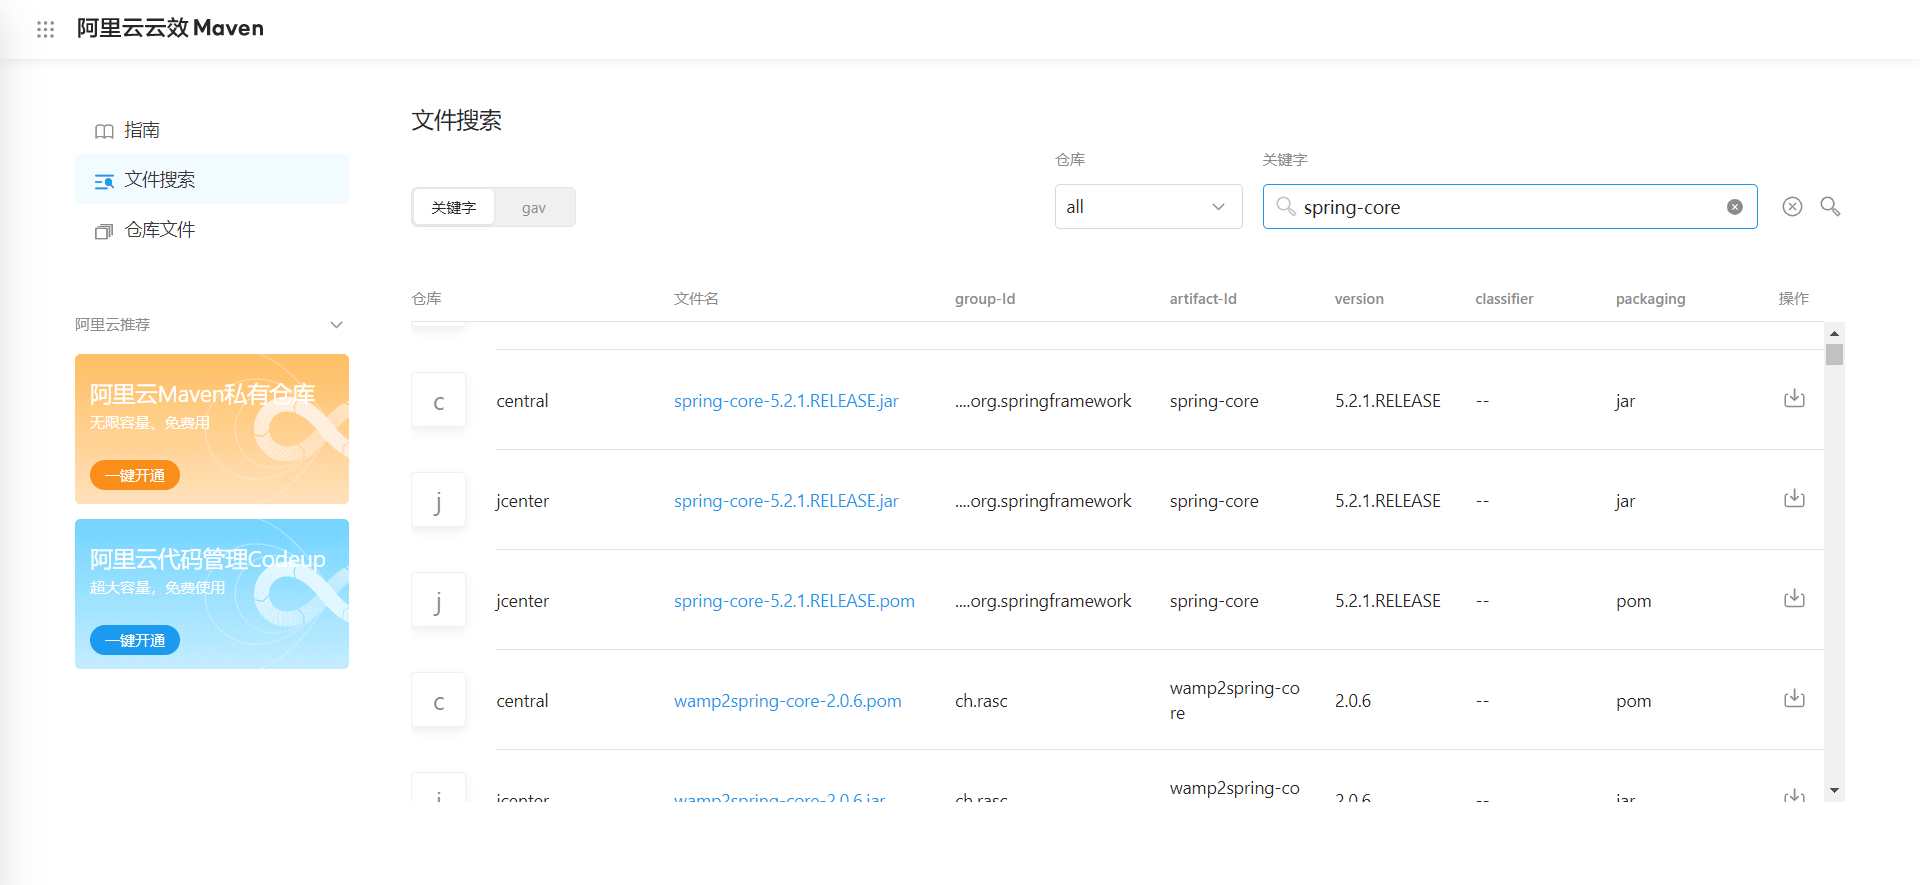 阿里云云效 Maven
指南
文件搜索
仓库文件
阿里云推荐
阿里云Maven私有仓库
无限容量、免费用
一键开通
阿里云代码管理Codeup
超大容量，免费使用
一键开通
文件搜索
关键字 gav
仓库 关键字
all spring-core
仓库 文件名 group-Id artifact-Id version classifier packaging 操作
c central spring-core-5.2.1.RELEASE.jar ....org.springframework spring-core 5.2.1.RELEASE -- jar
j jcenter spring-core-5.2.1.RELEASE.jar ....org.springframework spring-core 5.2.1.RELEASE -- jar
j jcenter spring-core-5.2.1.RELEASE.pom ....org.springframework spring-core 5.2.1.RELEASE -- pom
c central wamp2spring-core-2.0.6.pom ch.rasc wamp2spring-co
re 2.0.6 -- pom
j jcenter wamp2spring-core-2.0.6.jar ch.rasc wamp2spring-co 2.0.6 -- jar